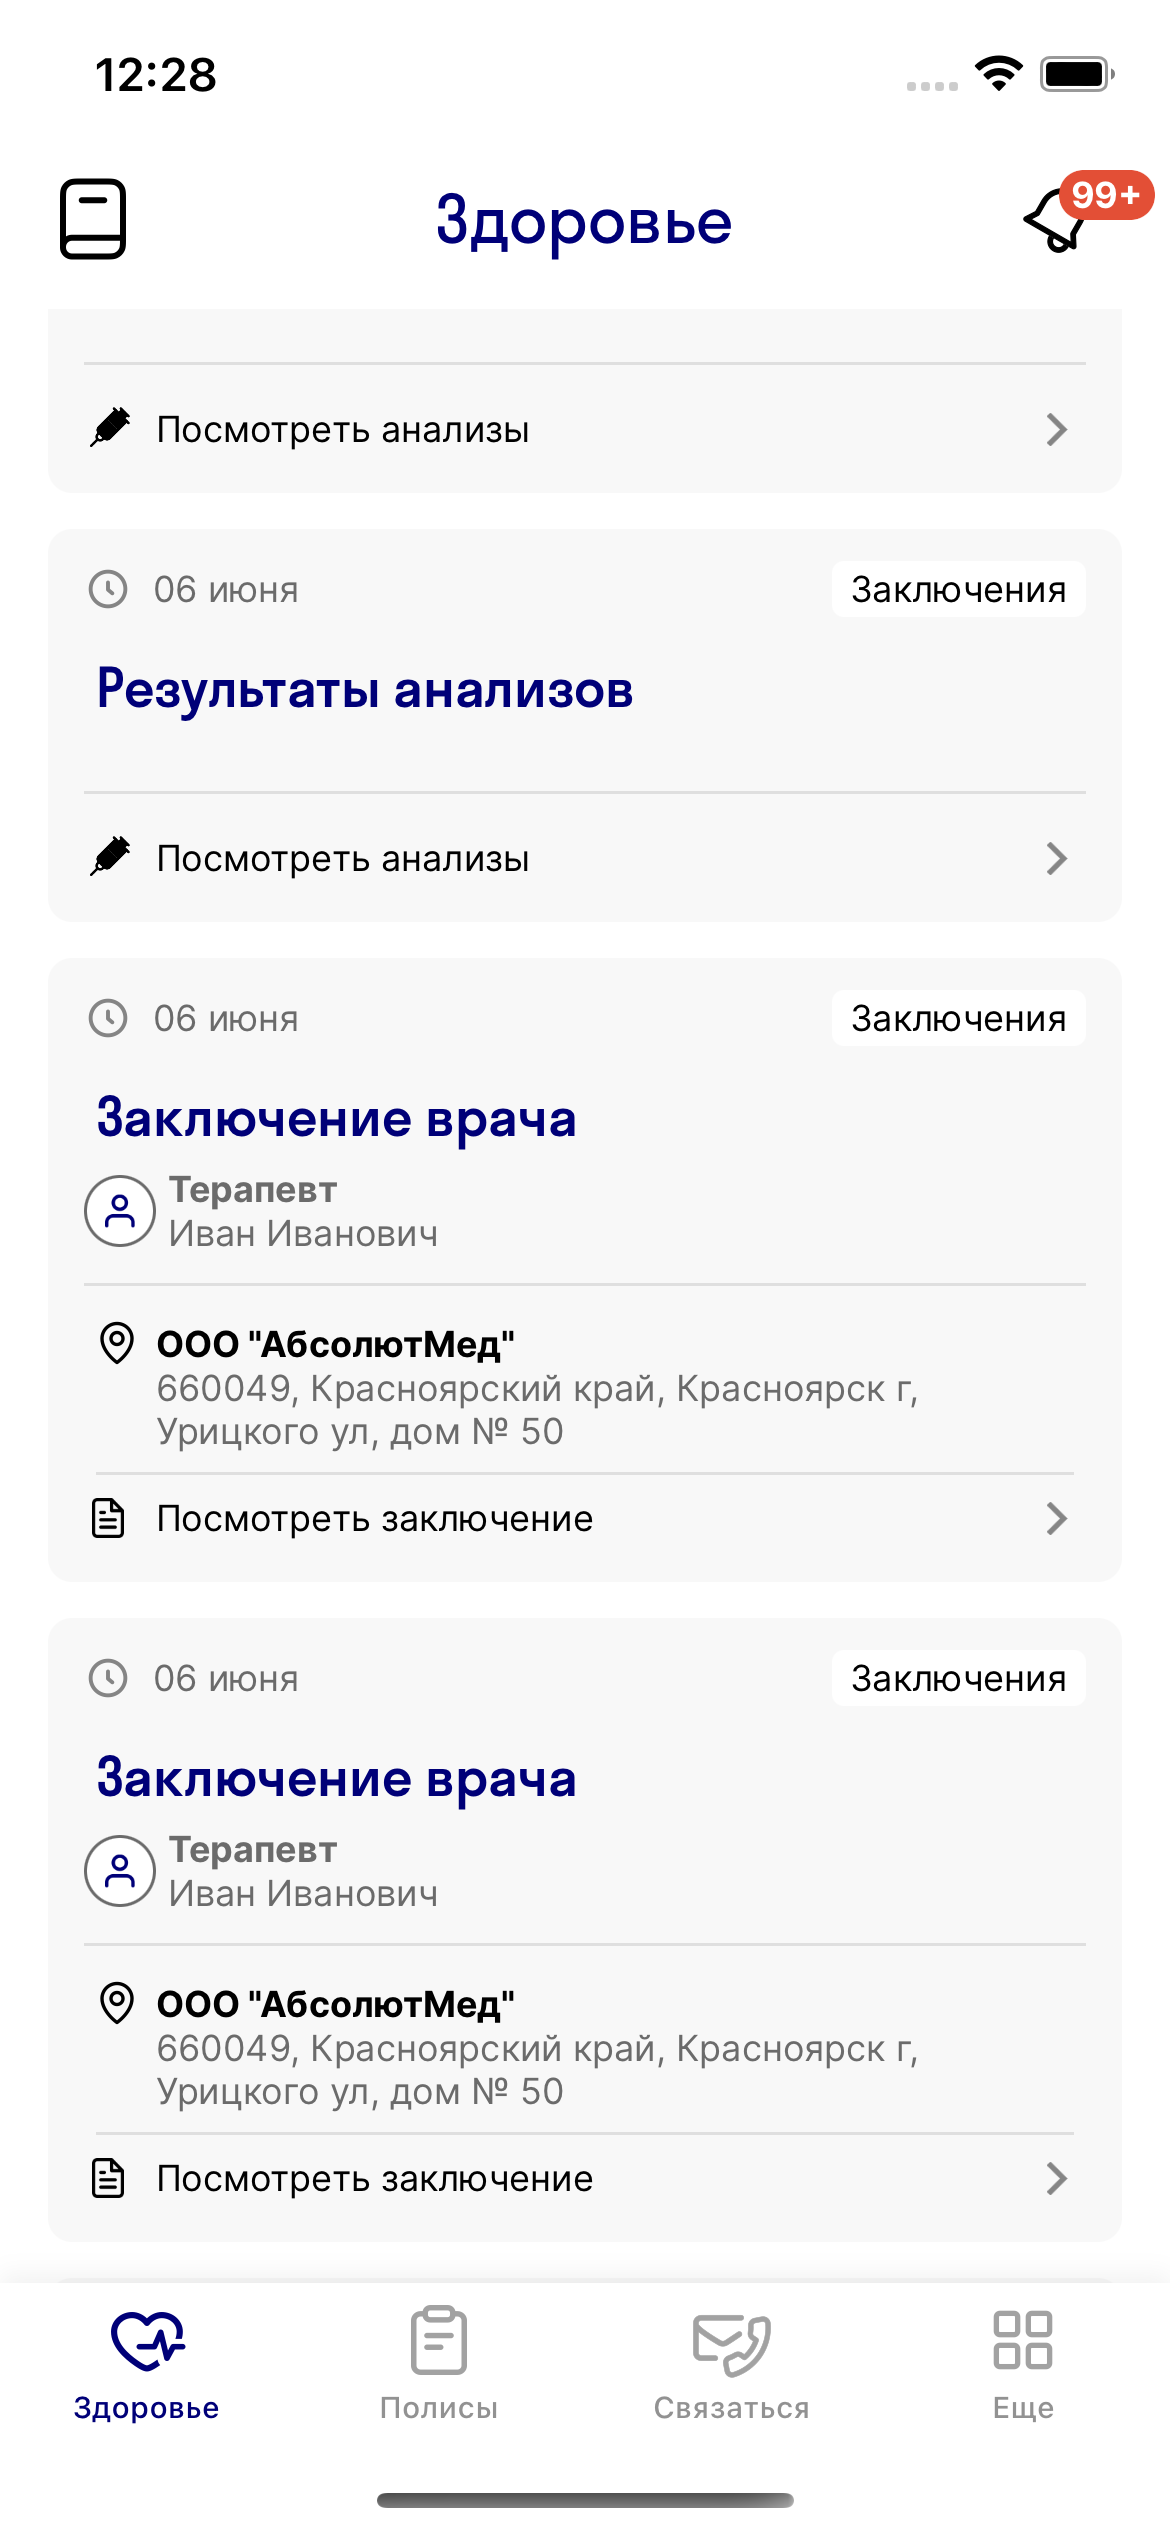 12:28
Здоровье
99+
Посмотреть анализы
06 июня
Заключения
Результаты анализов
Посмотреть анализы
06 июня
Заключения
Заключение врача
Терапевт
Иван Иванович
ООО "АбсолютМед"
660049, Красноярский край, Красноярск г,
Урицкого ул, дом № 50
Посмотреть заключение
06 июня
Заключения
Заключение врача
Терапевт
Иван Иванович
ООО "АбсолютМед"
660049, Красноярский край, Красноярск г,
Урицкого ул, дом № 50
Посмотреть заключение
Здоровье
Полисы
Связаться
Еще